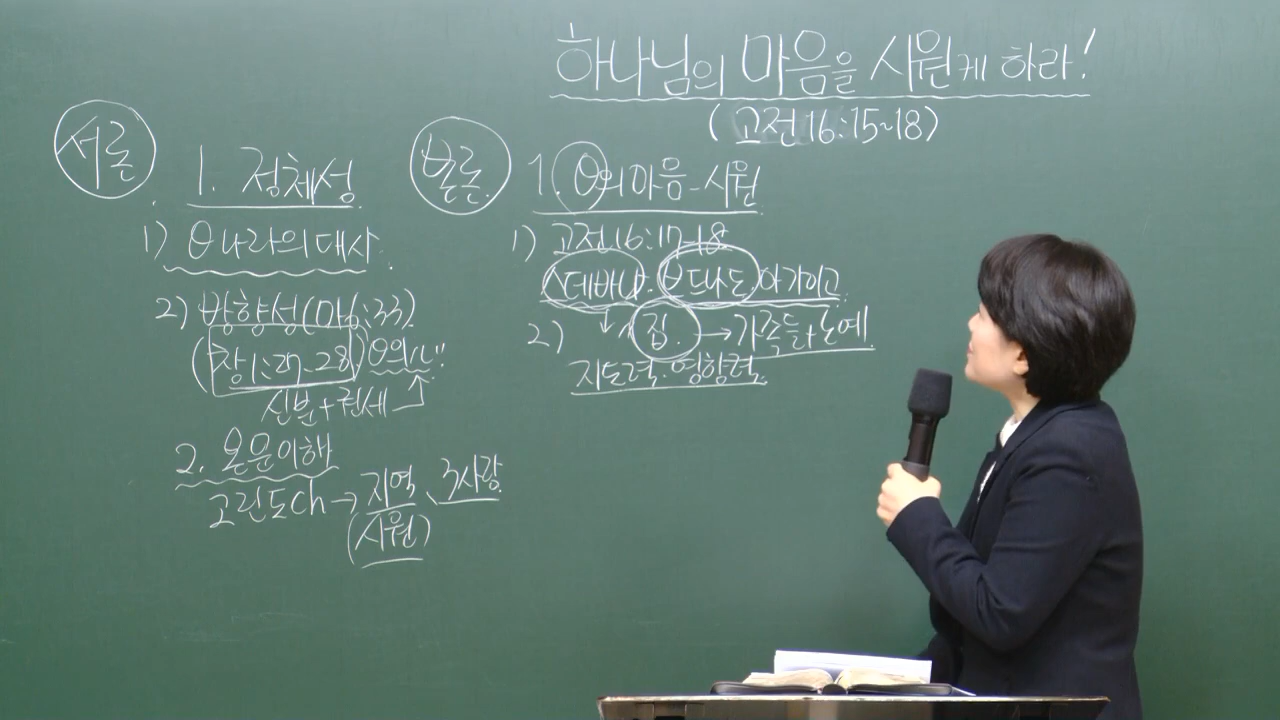 하나님의 마음을 시원케 하라!
(고전16:15~18)
서론
1. 정체성
1) θ나라의 대사
2) 방향성(마6:33)
(창1:27-28) θ의
신분+권세
2. 본문이해
고린도ch → 지역、3사람
(시원)
본론
1. θ의 마음-시원
1) 고전16:17-18
스데바나. 브드나도 아가이고
2) 집. → 가족들+노예
지도력. 영향력.